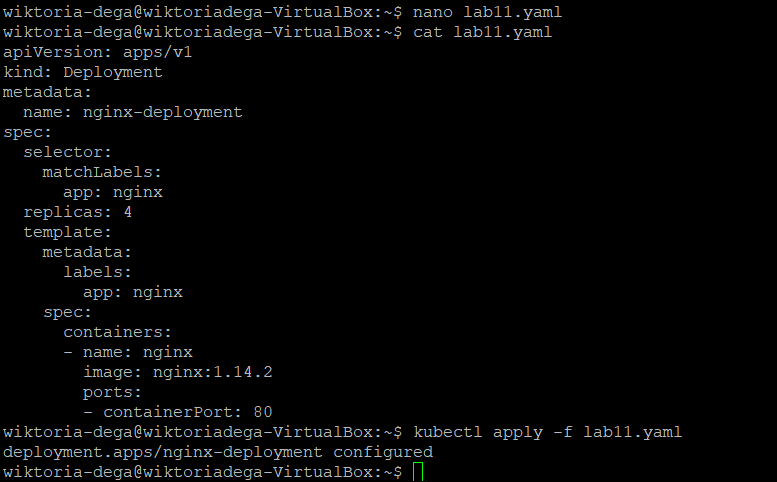 wiktoria-dega@wiktoriadega-VirtualBox:~$ nano lab11.yaml
wiktoria-dega@wiktoriadega-VirtualBox:~$ cat lab11.yaml
apiVersion: apps/v1
kind: Deployment
metadata:
  name: nginx-deployment
spec:
  selector:
    matchLabels:
      app: nginx
  replicas: 4
  template:
    metadata:
      labels:
        app: nginx
    spec:
      containers:
      - name: nginx
        image: nginx:1.14.2
        ports:
        - containerPort: 80
wiktoria-dega@wiktoriadega-VirtualBox:~$ kubectl apply -f lab11.yaml
deployment.apps/nginx-deployment configured
wiktoria-dega@wiktoriadega-VirtualBox:~$